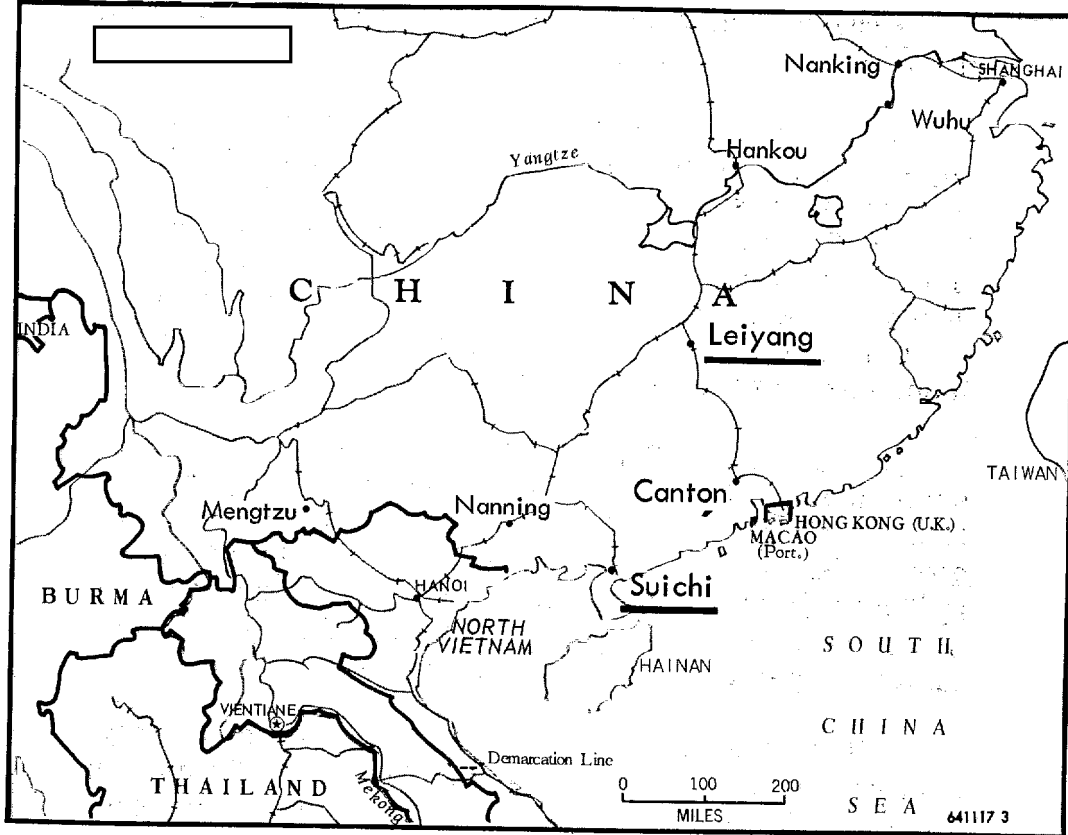 Nanking
SHANGHAI
Wuhu
Hankou
Yangtze
CHINA
INDIA
Leiyang
TAIWAN
Canton
Mengtzu
Nanning
HONG KONG (U.K.)
MACAO
(Port.)
HANOI
Suichi
BURMA
NORTH
VIETNAM
SOUTH
HAINAN
VIENTIANE
CHINA
Demarcation Line
THAILAND
Mekong
0 100 200
MILES
SEA
641117 3